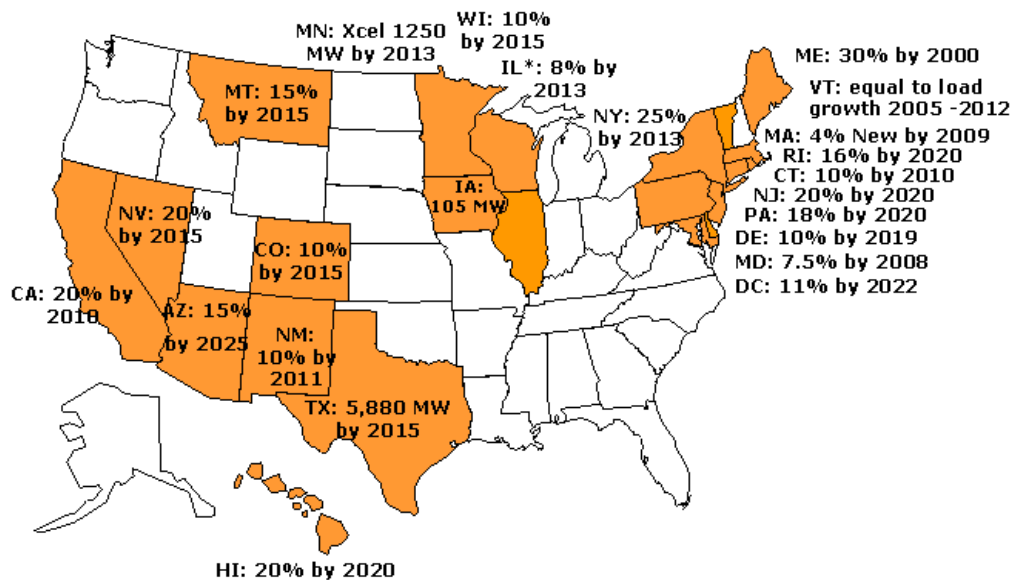 MN: Xcel 1250
MW by 2013
WI: 10%
by 2015
IL*: 8% by
2013
ME: 30% by 2000
VT: equal to load
growth 2005 -2012
MT: 15%
by 2015
NY: 25%
by 2013
MA: 4% New by 2009
RI: 16% by 2020
CT: 10% by 2010
NJ: 20% by 2020
PA: 18% by 2020
DE: 10% by 2019
MD: 7.5% by 2008
DC: 11% by 2022
IA:
105 MW
NV: 20%
by 2015
CO: 10%
by 2015
CA: 20% by
2010
AZ: 15%
by 2025
NM:
10% by
2011
TX: 5,880 MW
by 2015
HI: 20% by 2020